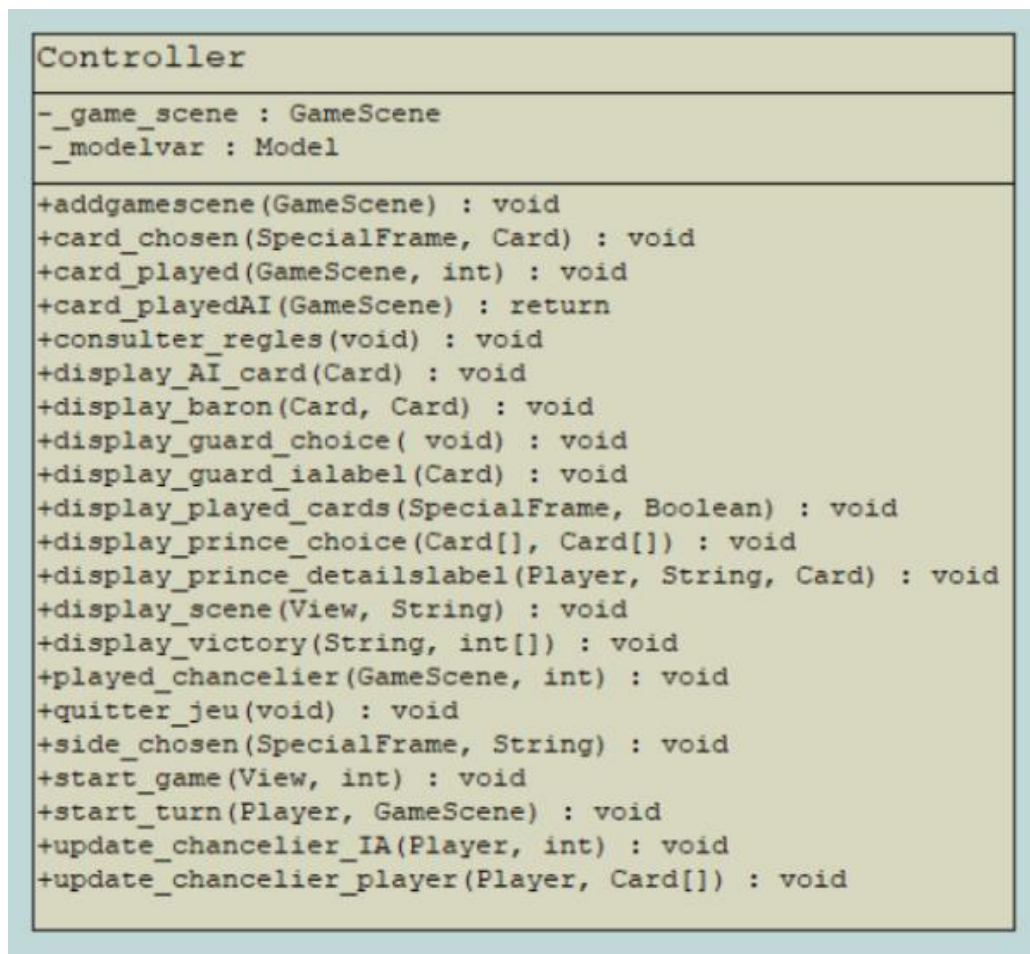 Controller
-_game_scene : GameScene
-_modelvar : Model
+addgamescene(GameScene) : void
+card_chosen(SpecialFrame, Card) : void
+card_played(GameScene, int) : void
+card_playedAI(GameScene) : return
+consulter_regles(void) : void
+display_AI_card(Card) : void
+display_baron(Card, Card) : void
+display_guard_choice( void) : void
+display_guard_ialabel(Card) : void
+display_played_cards(SpecialFrame, Boolean) : void
+display_prince_choice(Card[], Card[]) : void
+display_prince_detailslabel(Player, String, Card) : void
+display_scene(View, String) : void
+display_victory(String, int[]) : void
+played_chancelier(GameScene, int) : void
+quitter_jeu(void) : void
+side_chosen(SpecialFrame, String) : void
+start_game(View, int) : void
+start_turn(Player, GameScene) : void
+update_chancelier_IA(Player, int) : void
+update_chancelier_player(Player, Card[]) : void